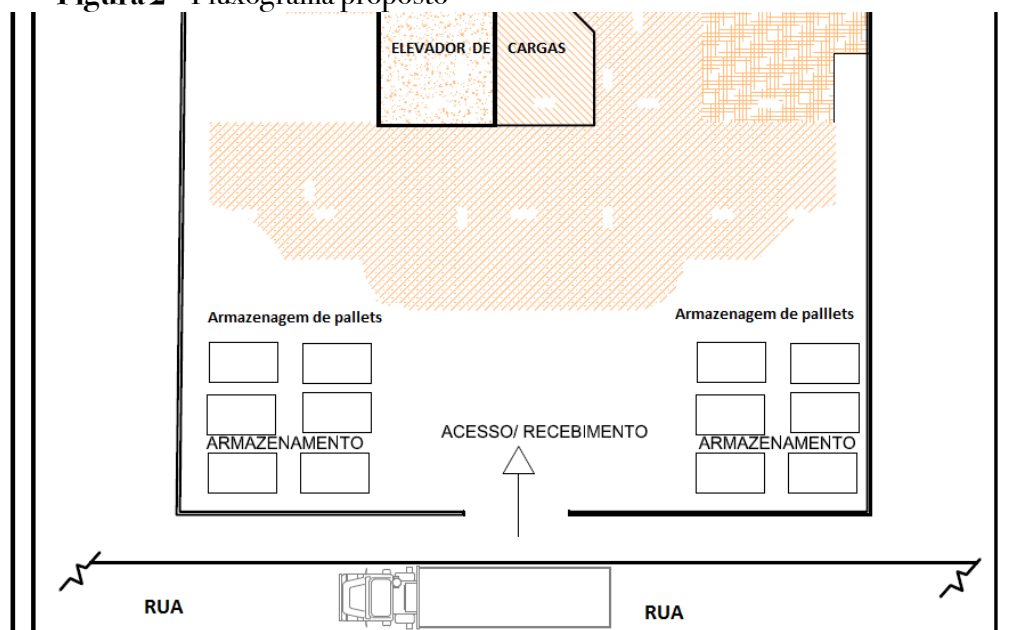 Figura 2 - Fluxograma proposto
ELEVADOR DE CARGAS
Armazenagem de pallets
Armazenagem de palllets
ACESSO/ RECEBIMENTO
ARMAZENAMENTO
ARMAZENAMENTO
RUA
RUA